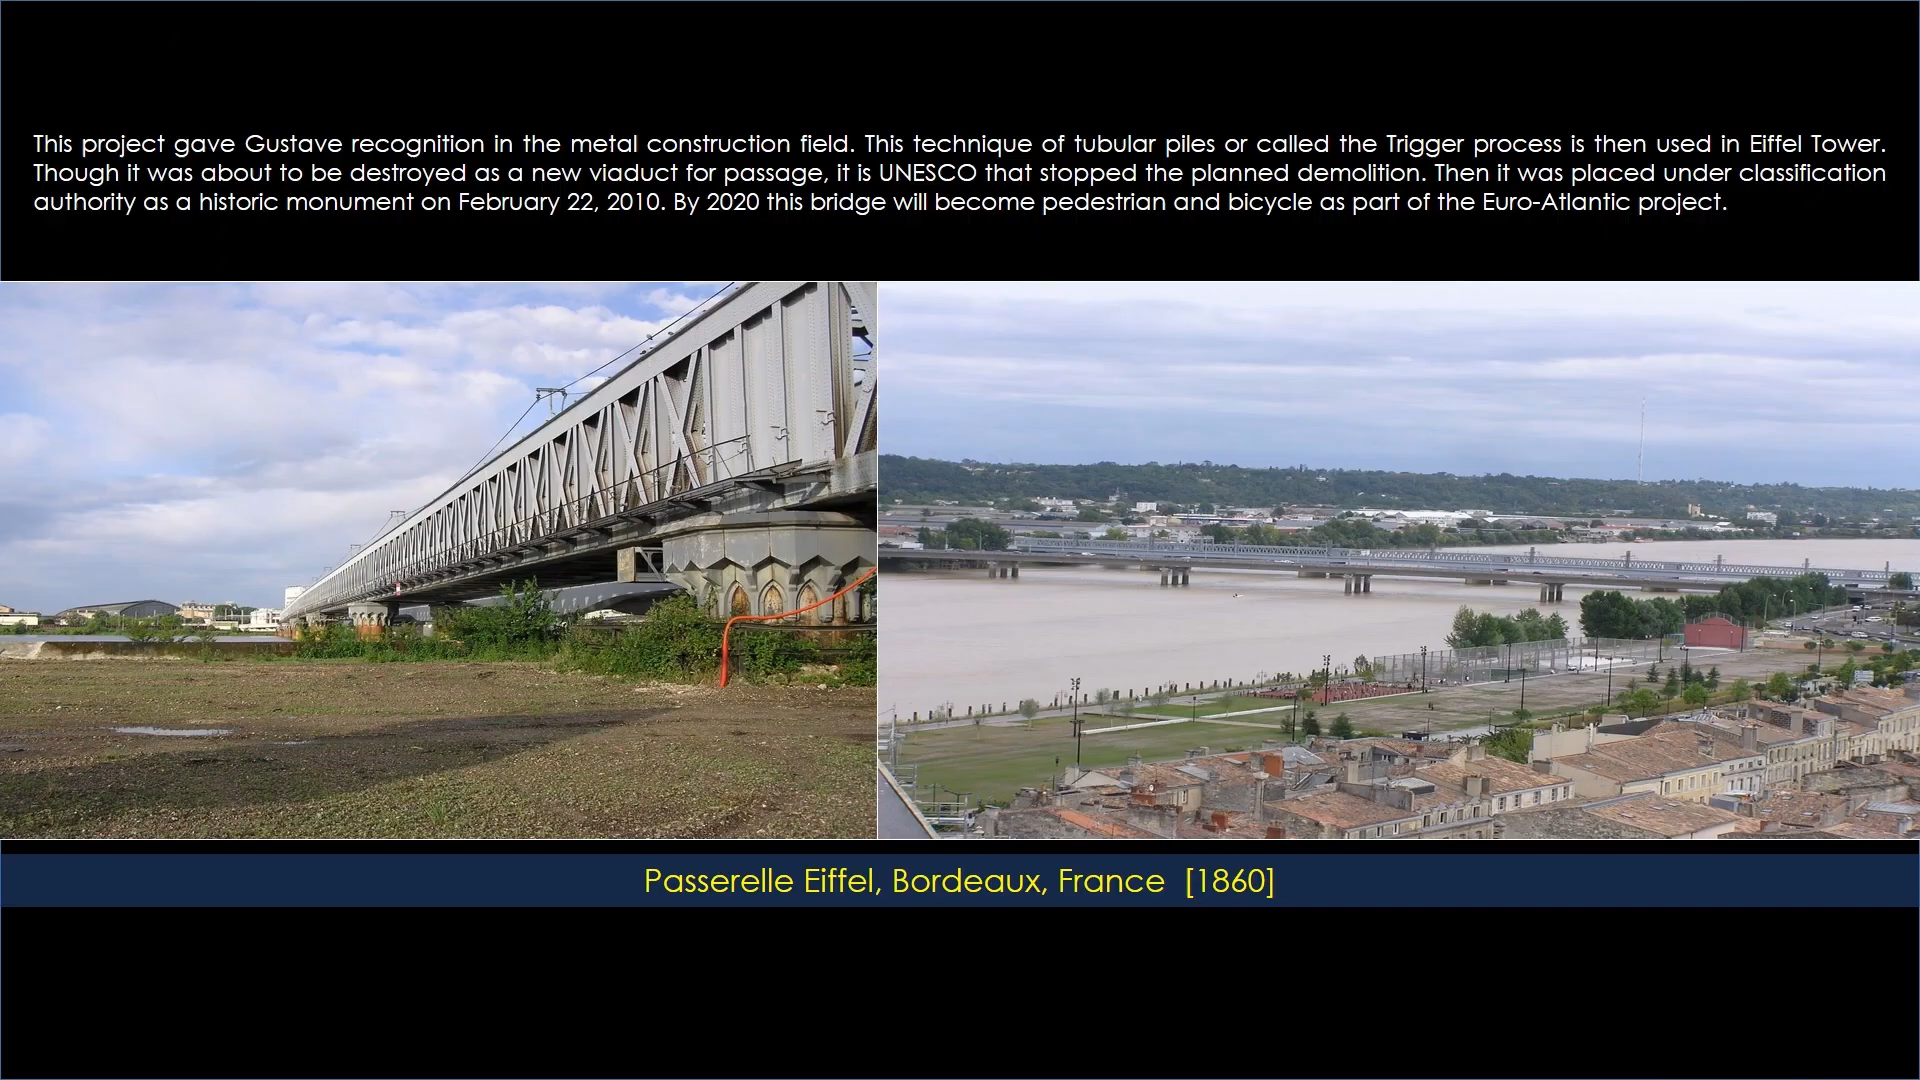 This project gave Gustave recognition in the metal construction field. This technique of tubular piles or called the Trigger process is then used in Eiffel Tower.
Though it was about to be destroyed as a new viaduct for passage, it is UNESCO that stopped the planned demolition. Then it was placed under classification
authority as a historic monument on February 22, 2010. By 2020 this bridge will become pedestrian and bicycle as part of the Euro-Atlantic project.
Passerelle Eiffel, Bordeaux, France  [1860]